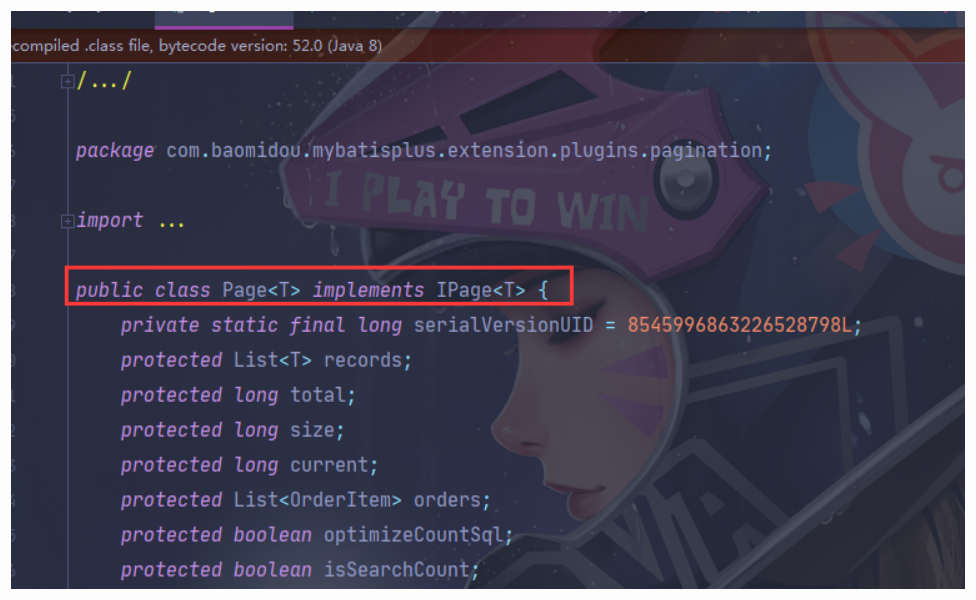 compiled .class file, bytecode version: 52.0 (Java 8)
/.../
package com.baomidou.mybatisplus.extension.plugins.pagination;
import ...
I PLAY TO WIN
public class Page<T> implements IPage<T> {
private static final long serialVersionUID = 8545996863226528798L;
protected List<T> records;
protected long total;
protected long size;
protected long current;
protected List<OrderItem> orders;
protected boolean optimizeCountSql;
protected boolean isSearchCount;